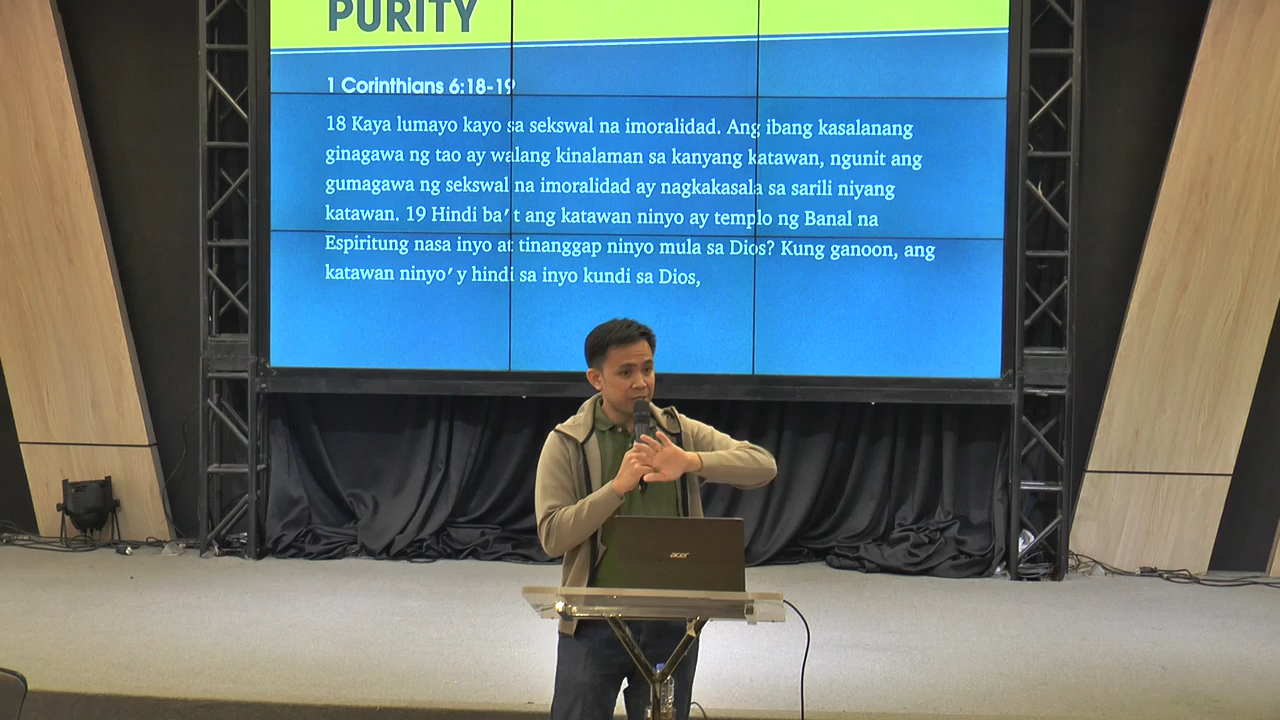 PURITY
1 Corinthians 6:18-19
18 Kaya lumayo kayo sa sekswal na imoralidad. Ang ibang kasalanang
ginagawa ng tao ay walang kinalaman sa kanyang katawan, ngunit ang
gumagawa ng sekswal na imoralidad ay nagkakasala sa sarili niyang
katawan. 19 Hindi ba’t ang katawan ninyo ay templo ng Banal na
Espiritung nasa inyo at tinanggap ninyo mula sa Dios? Kung ganoon, ang
katawan ninyo’y hindi sa inyo kundi sa Dios,
acer